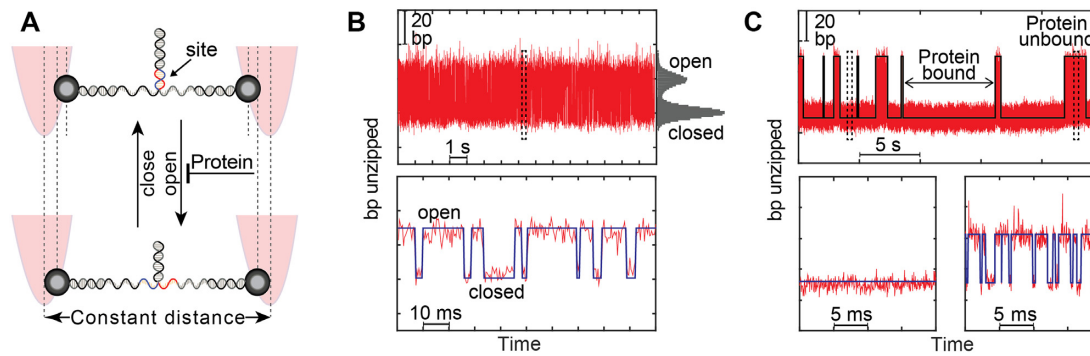 A
site
close
open
Protein
Constant distance
B
20
bp
open
closed
1 s
bp unzipped
open
closed
10 ms
Time
C
20
bp
Protein
unbound
Protein
bound
5 s
bp unzipped
5 ms
5 ms
Time